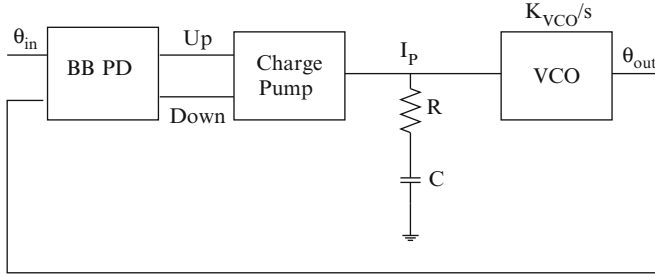 K_VCO/s
θ_in
Up
I_P
θ_out
BB PD
Charge
Pump
VCO
Down
R
C